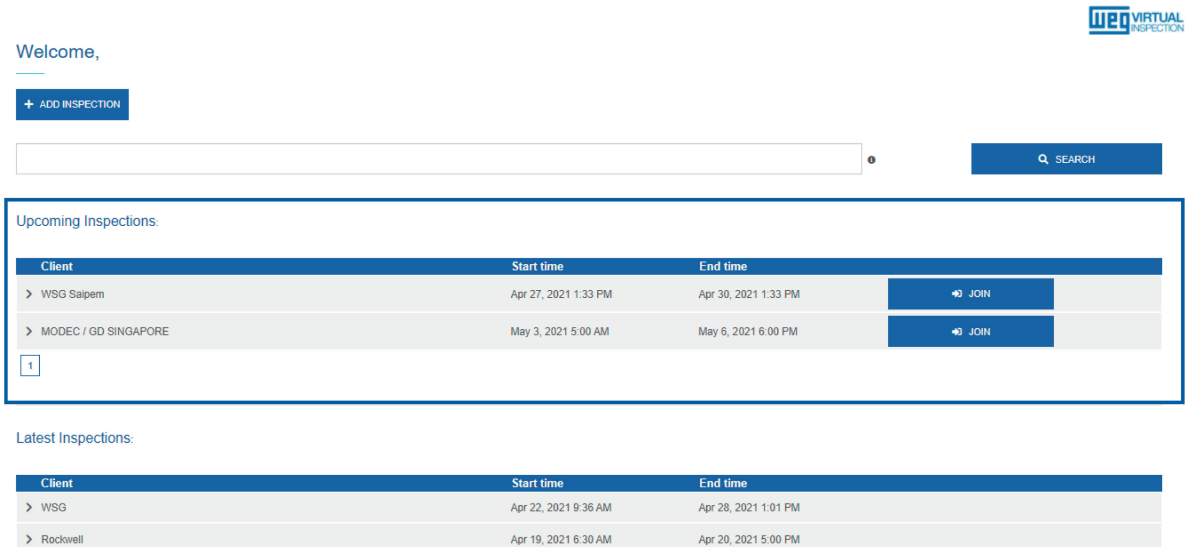 WEG VIRTUAL
INSPECTION
Welcome,
+ ADD INSPECTION
SEARCH
Upcoming Inspections:
Client Start time End time
WSG Saipem Apr 27, 2021 1:33 PM Apr 30, 2021 1:33 PM JOIN
MODEC / GD SINGAPORE May 3, 2021 5:00 AM May 6, 2021 6:00 PM JOIN
1
Latest Inspections:
Client Start time End time
WSG Apr 22, 2021 9:36 AM Apr 28, 2021 1:01 PM
Rockwell Apr 19, 2021 6:30 AM Apr 20, 2021 5:00 PM